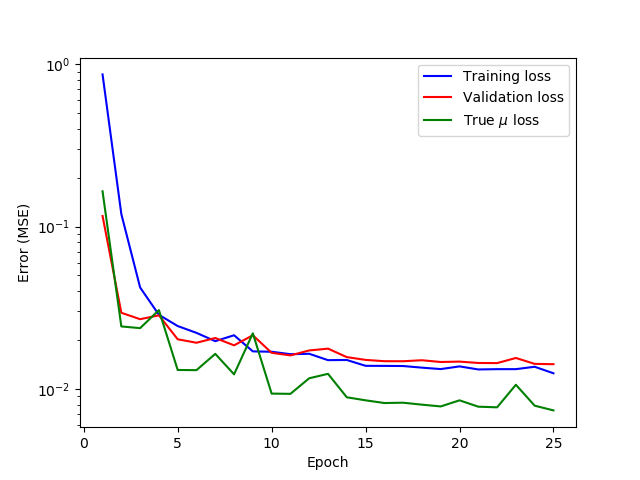 10⁰
10⁻¹
10⁻²
Error (MSE)
Training loss
Validation loss
True μ loss
0 5 10 15 20 25
Epoch